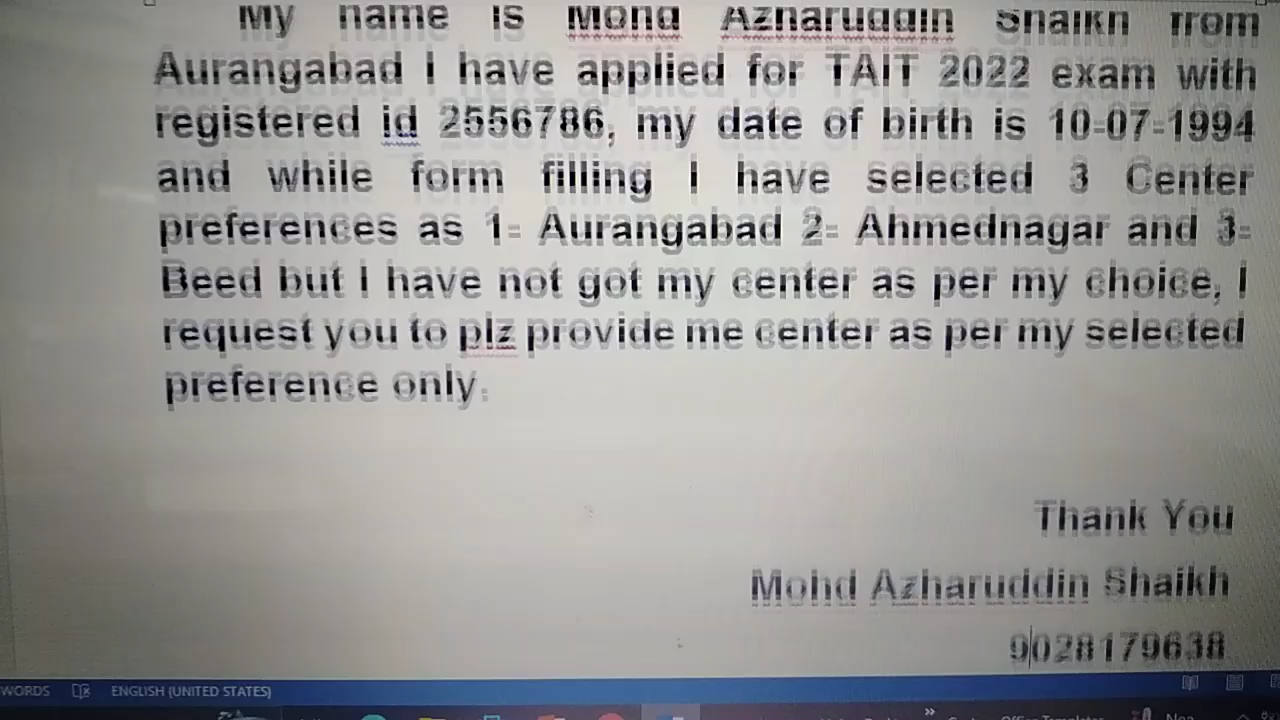 My name is Mohd Azharuddin Shaikh from
Aurangabad I have applied for TAIT 2022 exam with
registered id 2556786, my date of birth is 10-07-1994
and while form filling I have selected 3 Center
preferences as 1- Aurangabad 2- Ahmednagar and 3-
Beed but I have not got my center as per my choice, I
request you to plz provide me center as per my selected
preference only.
Thank You
Mohd Azharuddin Shaikh
9028179638
WORDS ENGLISH (UNITED STATES)